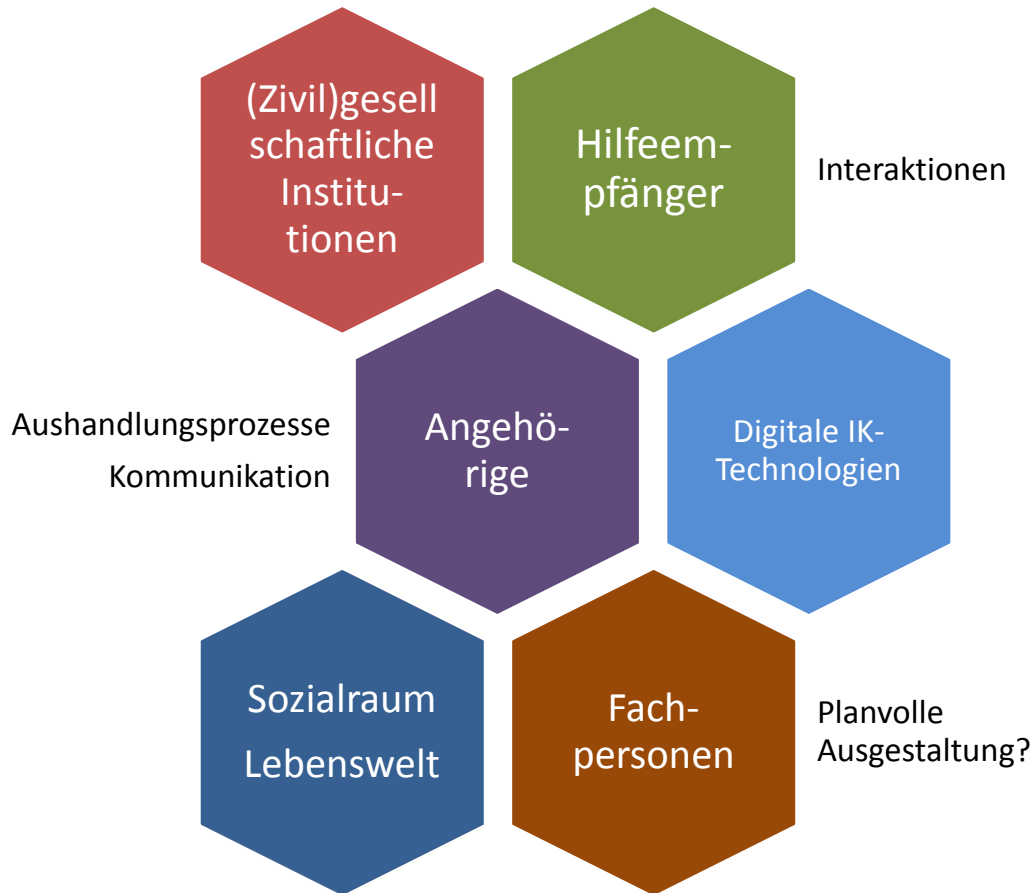 (Zivil)gesell
schaftliche
Institu-
tionen
Hilfeem-
pfänger
Interaktionen
Aushandlungsprozesse
Kommunikation
Angehö-
rige
Digitale IK-
Technologien
Sozialraum
Lebenswelt
Fach-
personen
Planvolle
Ausgestaltung?